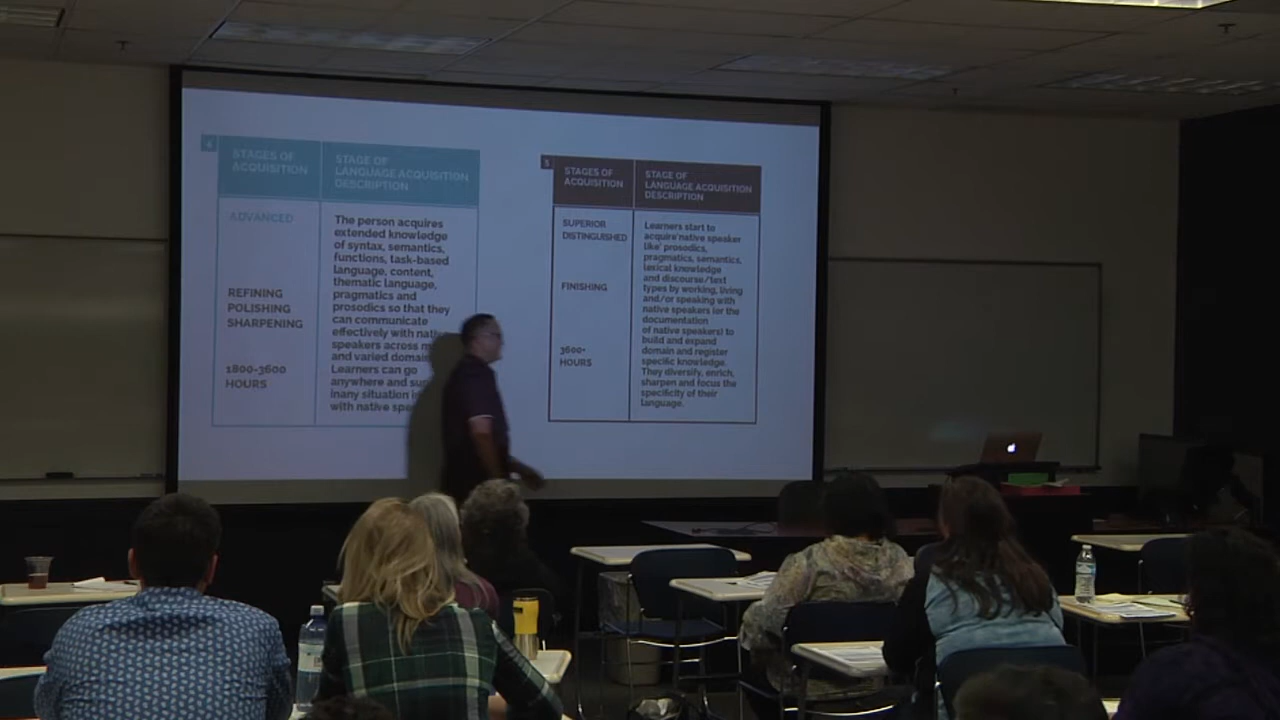 4
STAGES OF
ACQUISITION
STAGE OF
LANGUAGE ACQUISITION
DESCRIPTION
ADVANCED
REFINING
POLISHING
SHARPENING
1800-3600
HOURS
The person acquires
extended knowledge
of syntax, semantics,
functions, task-based
language, content,
thematic language,
pragmatics and
prosodics so that they
can communicate
effectively with
speakers across
and varied
Learners can go
anywhere and
inany situation
with native
5
STAGES OF
ACQUISITION
STAGE OF
LANGUAGE ACQUISITION
DESCRIPTION
SUPERIOR
DISTINGUISHED
FINISHING
3600+
HOURS
Learners start to
acquire'native speaker
like' prosodics,
pragmatics, semantics,
lexical knowledge
and discourse/text
types by working, living
and/or speaking with
native speakers (or the
documentation
of native speakers) to
build and expand
domain and register
specific knowledge.
They diversify, enrich,
sharpen and focus the
specificity of their
language.